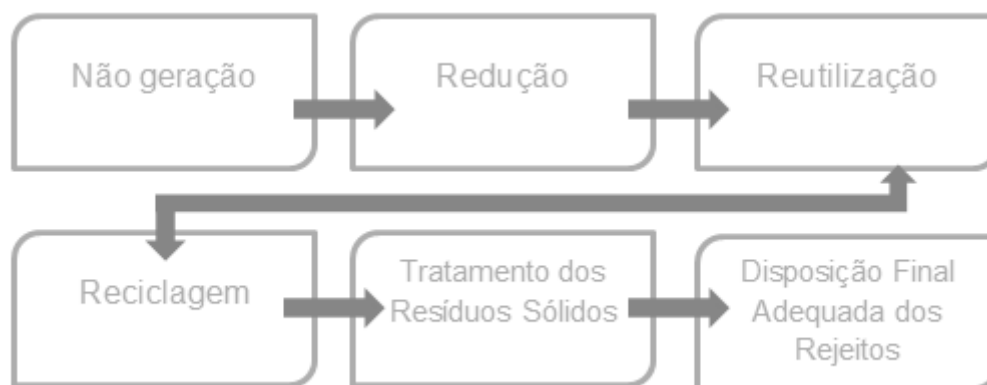 Não geração
Redução
Reutilização
Reciclagem
Tratamento dos
Resíduos Sólidos
Disposição Final
Adequada dos
Rejeitos